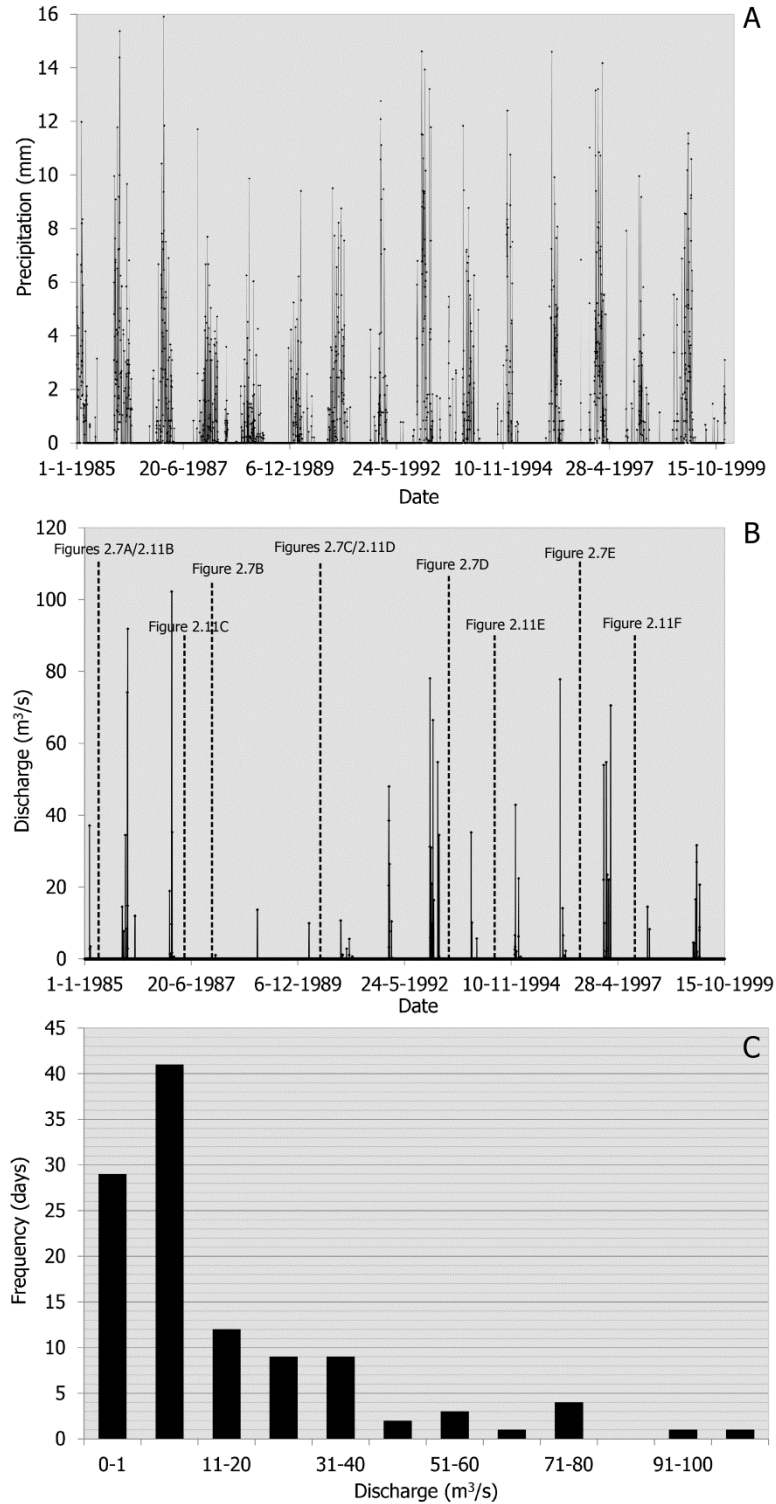 A
16
14
12
10
8
6
4
2
0
Precipitation (mm)
1-1-1985 20-6-1987 6-12-1989 24-5-1992 10-11-1994 28-4-1997 15-10-1999
Date
B
120
100
80
60
40
20
0
Discharge (m³/s)
Figures 2.7A/2.11B
Figure 2.7B
Figures 2.7C/2.11D
Figure 2.7D
Figure 2.7E
Figure 2.11C
Figure 2.11E
Figure 2.11F
1-1-1985 20-6-1987 6-12-1989 24-5-1992 10-11-1994 28-4-1997 15-10-1999
Date
C
45
40
35
30
25
20
15
10
5
0
Frequency (days)
0-1 11-20 31-40 51-60 71-80 91-100
Discharge (m³/s)